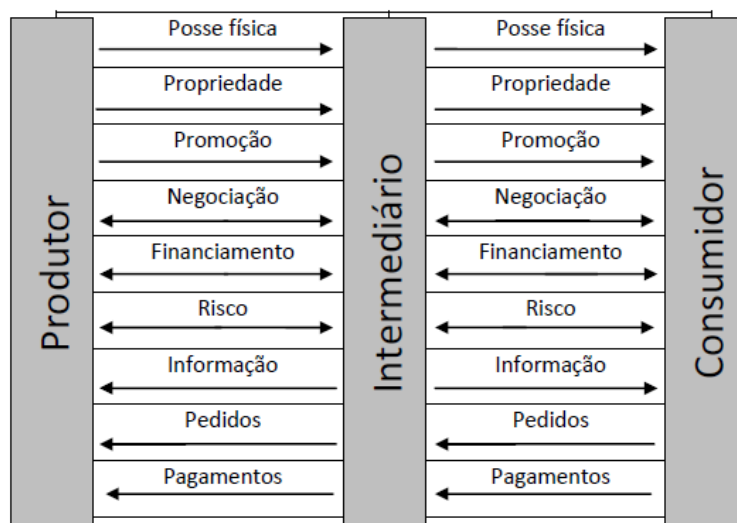 Produtor
Posse física
Propriedade
Promoção
Negociação
Financiamento
Risco
Informação
Pedidos
Pagamentos
Intermediário
Posse física
Propriedade
Promoção
Negociação
Financiamento
Risco
Informação
Pedidos
Pagamentos
Consumidor